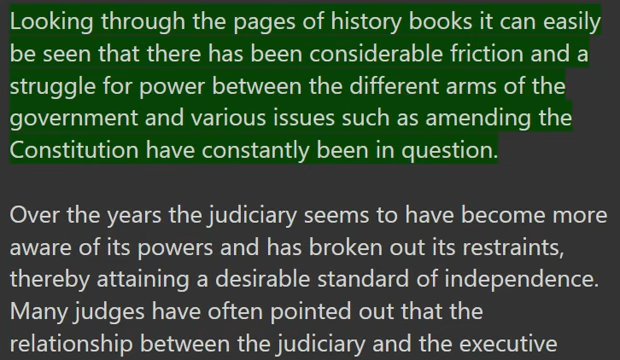 Looking through the pages of history books it can easily
be seen that there has been considerable friction and a
struggle for power between the different arms of the
government and various issues such as amending the
Constitution have constantly been in question.
Over the years the judiciary seems to have become more
aware of its powers and has broken out its restraints,
thereby attaining a desirable standard of independence.
Many judges have often pointed out that the
relationship between the judiciary and the executive